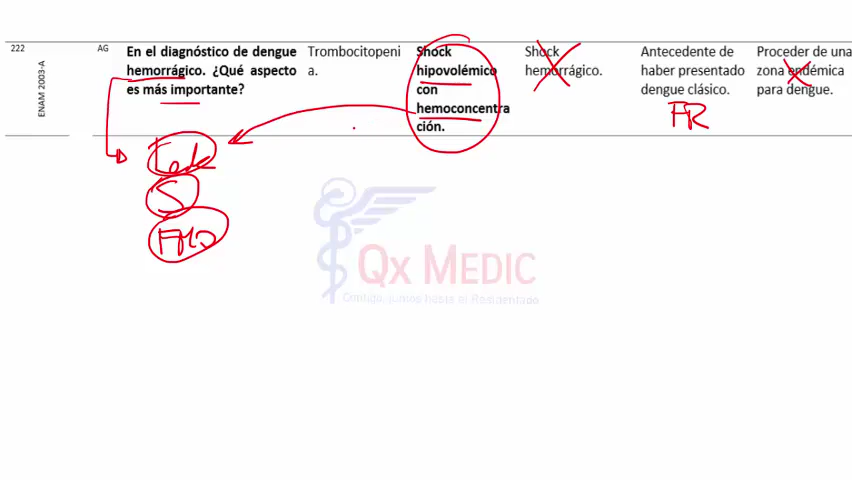 222
ENAM 2003-A
AG
En el diagnóstico de dengue
hemorrágico. ¿Qué aspecto
es más importante?
Trombocitopeni
a.
Shock
hipovolémico
con
hemoconcentra
ción.
Shock
hemorrágico.
Antecedente de
haber presentado
dengue clásico.
FR
Proceder de una
zona endémica
para dengue.
S
QX MEDIC